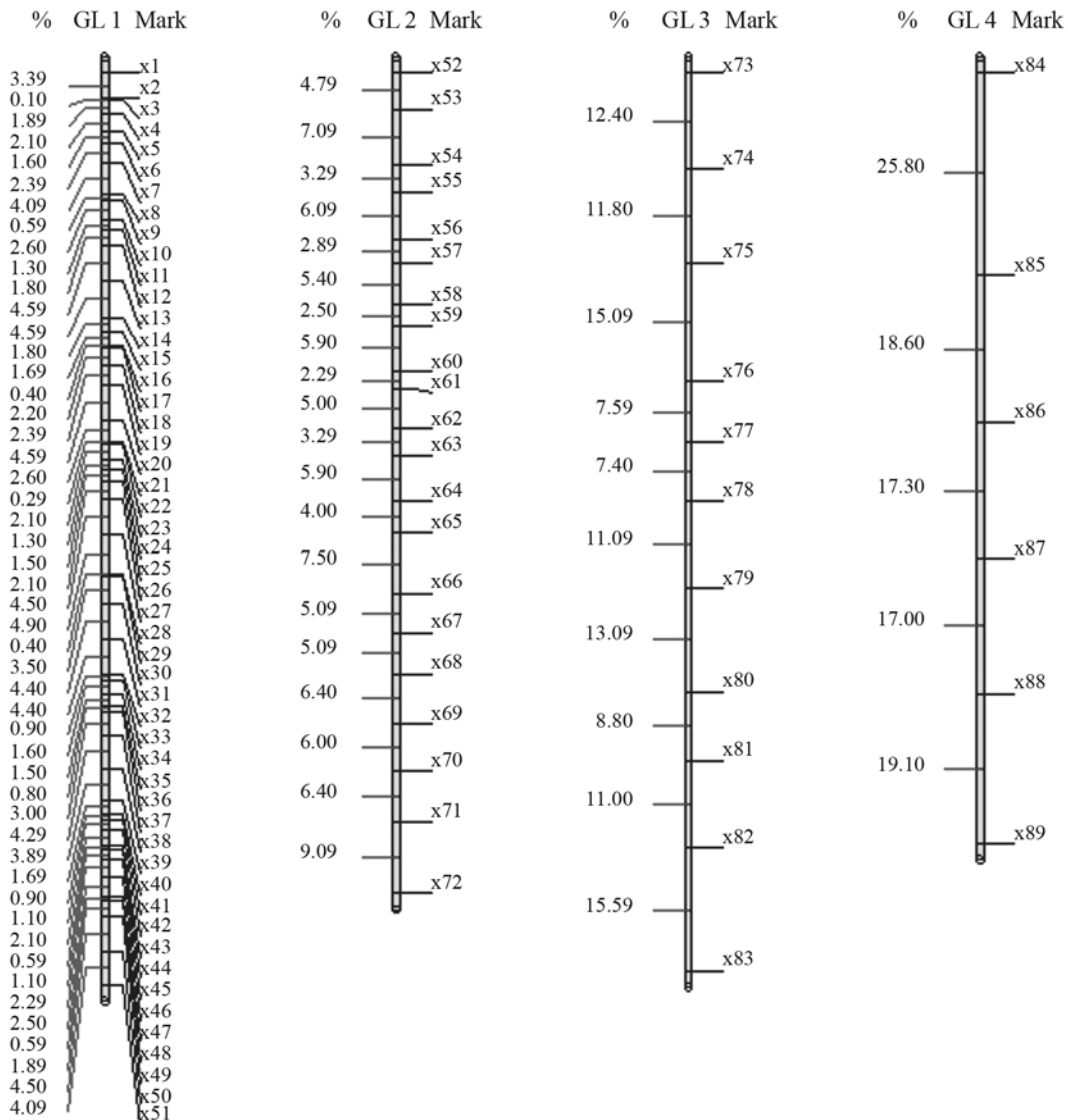 % GL 1 Mark
3.39
0.10
1.89
2.10
1.60
2.39
4.09
0.59
2.60
1.30
1.80
4.59
4.59
1.80
1.69
0.40
2.20
2.39
4.59
2.60
0.29
2.10
1.30
1.50
2.10
4.50
4.90
0.40
3.50
4.40
4.40
0.90
1.60
1.50
0.80
3.00
4.29
3.89
1.69
0.90
1.10
2.10
0.59
1.10
2.29
2.50
0.59
1.89
4.50
4.09
x1
x2
x3
x4
x5
x6
x7
x8
x9
x10
x11
x12
x13
x14
x15
x16
x17
x18
x19
x20
x21
x22
x23
x24
x25
x26
x27
x28
x29
x30
x31
x32
x33
x34
x35
x36
x37
x38
x39
x40
x41
x42
x43
x44
x45
x46
x47
x48
x49
x50
x51
% GL 2 Mark
4.79
7.09
3.29
6.09
2.89
5.40
2.50
5.90
2.29
5.00
3.29
5.90
4.00
7.50
5.09
5.09
6.40
6.00
6.40
9.09
x52
x53
x54
x55
x56
x57
x58
x59
x60
x61
x62
x63
x64
x65
x66
x67
x68
x69
x70
x71
x72
% GL 3 Mark
12.40
11.80
15.09
7.59
7.40
11.09
13.09
8.80
11.00
15.59
x73
x74
x75
x76
x77
x78
x79
x80
x81
x82
x83
% GL 4 Mark
25.80
18.60
17.30
17.00
19.10
x84
x85
x86
x87
x88
x89